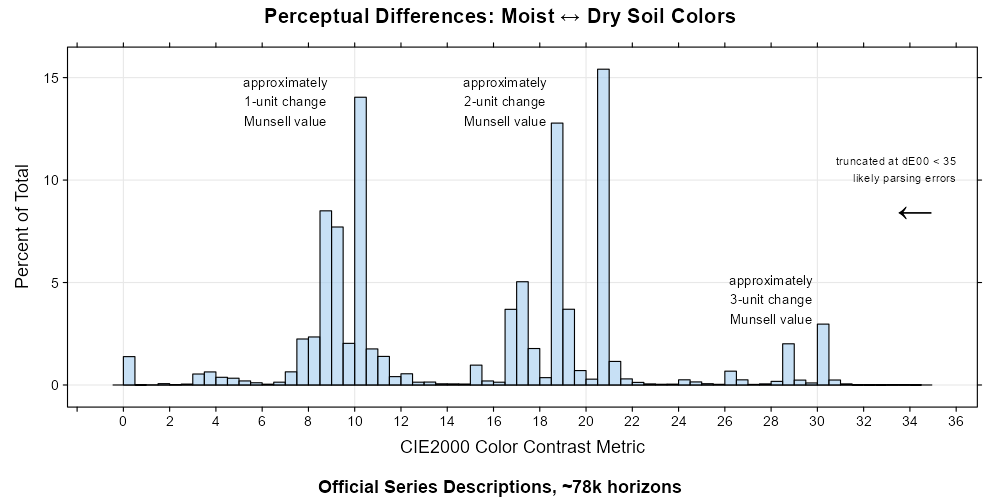 Perceptual Differences: Moist ↔ Dry Soil Colors
approximately
1-unit change
Munsell value
approximately
2-unit change
Munsell value
truncated at dE00 < 35
likely parsing errors
←
approximately
3-unit change
Munsell value
Percent of Total
15
10
5
0
0 2 4 6 8 10 12 14 16 18 20 22 24 26 28 30 32 34 36
CIE2000 Color Contrast Metric
Official Series Descriptions, ~78k horizons